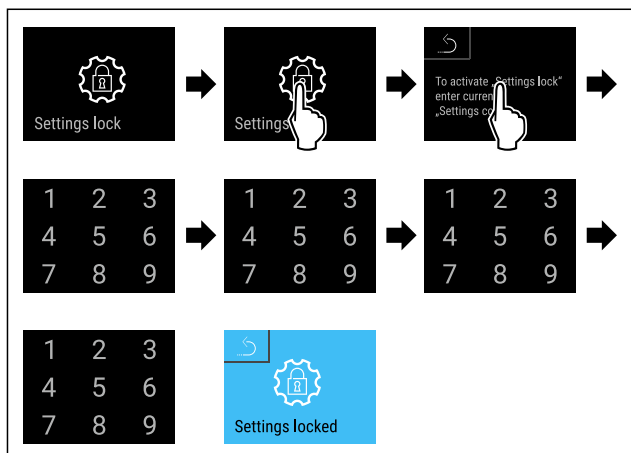 Settings lock
Settings
To activate „Settings lock“
enter curren
„Settings co
1 2 3
4 5 6
7 8 9
1 2 3
4 5 6
7 8 9
1 2 3
4 5 6
7 8 9
1 2 3
4 5 6
7 8 9
Settings locked